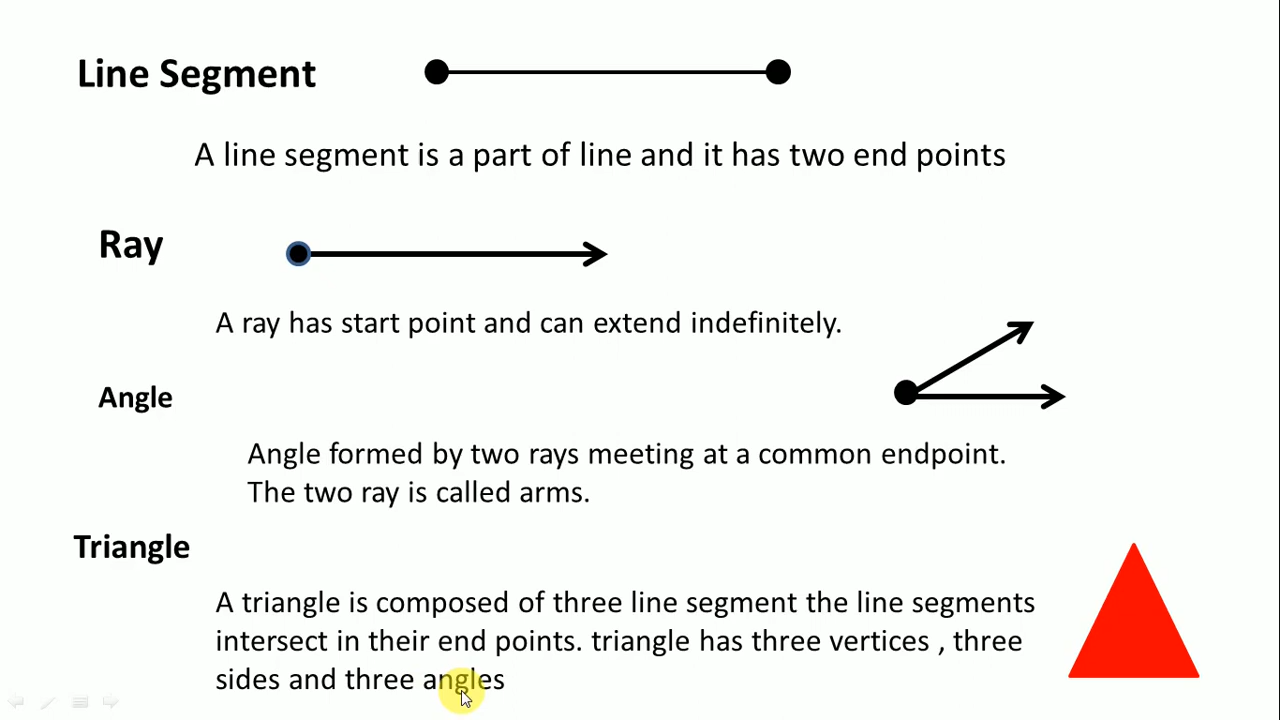 Line Segment
A line segment is a part of line and it has two end points
Ray
A ray has start point and can extend indefinitely.
Angle
Angle formed by two rays meeting at a common endpoint.
The two ray is called arms.
Triangle
A triangle is composed of three line segment the line segments
intersect in their end points. triangle has three vertices , three
sides and three angles